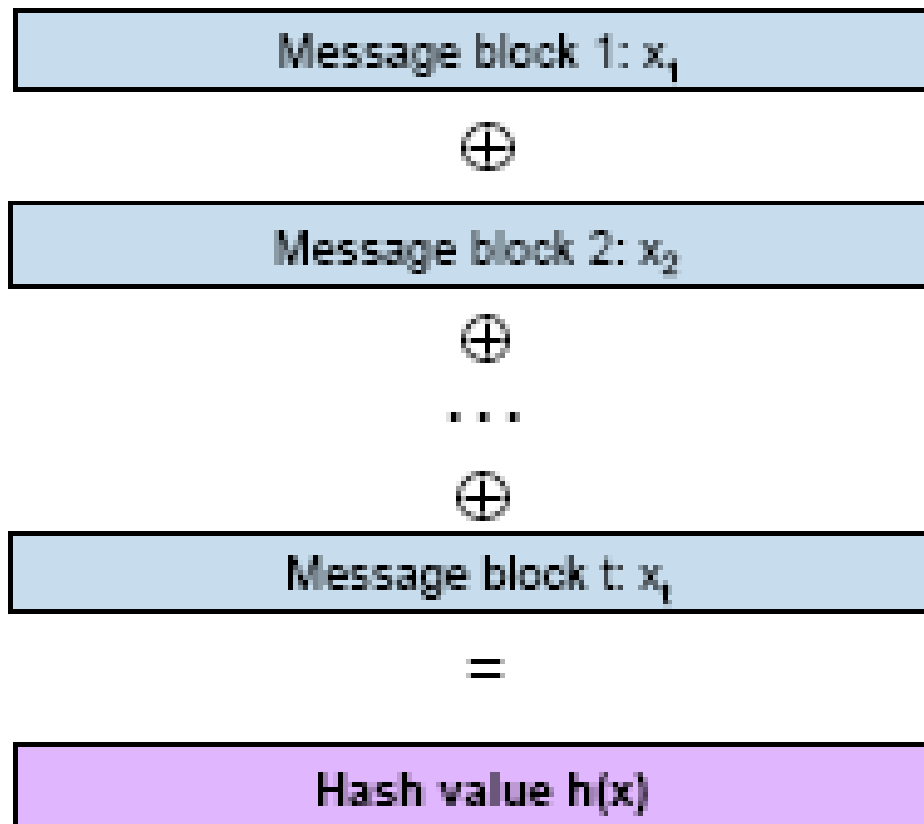 Message block 1: x₁
⊕
Message block 2: x₂
⊕
...
⊕
Message block t: xₜ
=
Hash value h(x)